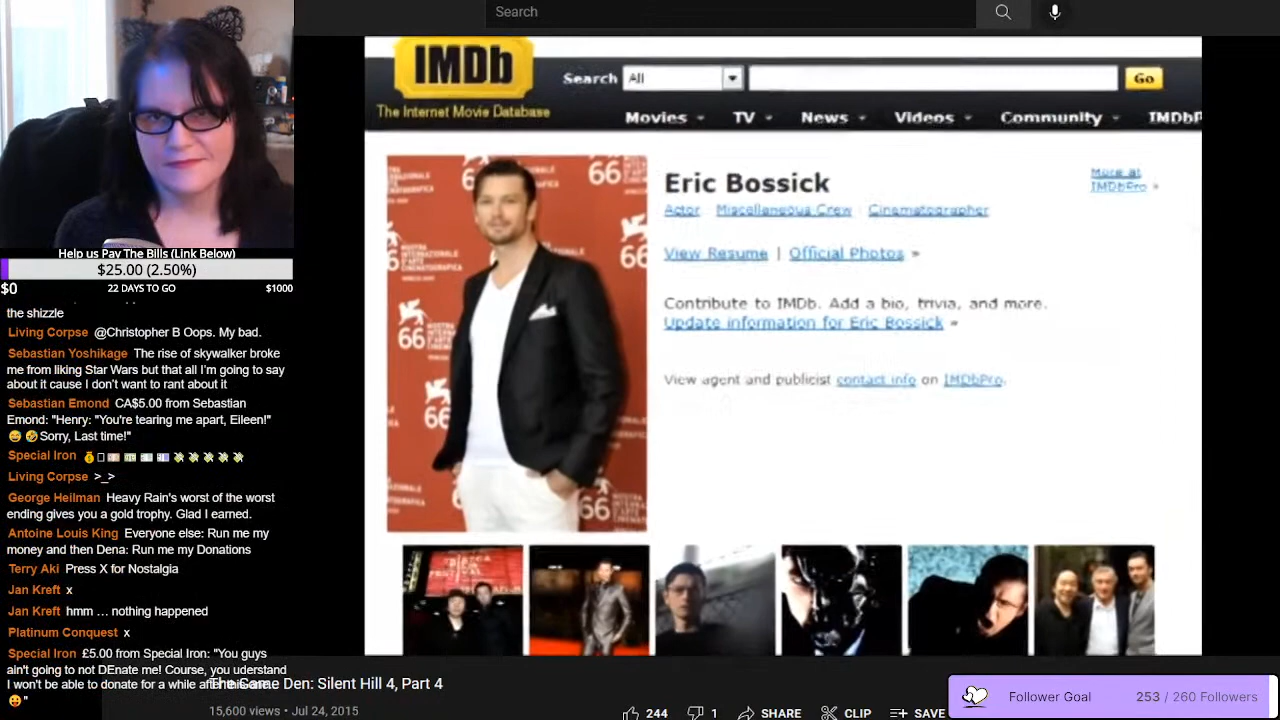 Search
IMDb
The Internet Movie Database
Search
All
Go
Movies
TV
News
Videos
Community
IMDbP
66
66
66
66
66
Eric Bossick
More at
IMDbPro »
Actor
Miscellaneous Crew
Cinematographer
View Resume | Official Photos »
Contribute to IMDb. Add a bio, trivia, and more.
Update information for Eric Bossick »
View agent and publicist contact info on IMDbPro.
Help us Pay The Bills (Link Below)
$25.00 (2.50%)
$0
22 DAYS TO GO
$1000
the shizzle
Living Corpse @Christopher B Oops. My bad.
Sebastian Yoshikage The rise of skywalker broke
me from liking Star Wars but that all I'm going to say
about it cause I don't want to rant about it
Sebastian Emond CA$5.00 from Sebastian
Emond: "Henry: "You're tearing me apart, Eileen!"
😅🤣Sorry, Last time!"
Special Iron
Living Corpse >_>
George Heilman Heavy Rain's worst of the worst
ending gives you a gold trophy. Glad I earned.
Antoine Louis King Everyone else: Run me my
money and then Dena: Run me my Donations
Terry Aki Press X for Nostalgia
Jan Kreft x
Jan Kreft hmm … nothing happened
Platinum Conquest x
Special Iron £5.00 from Special Iron: "You guys
ain't going to not DEnate me! Course, you uderstand
I won't be able to donate for a while after
😀"
The Game Den: Silent Hill 4, Part 4
15,600 views • Jul 24, 2015
244
1
SHARE
CLIP
SAVE
Follower Goal
253 / 260 Followers